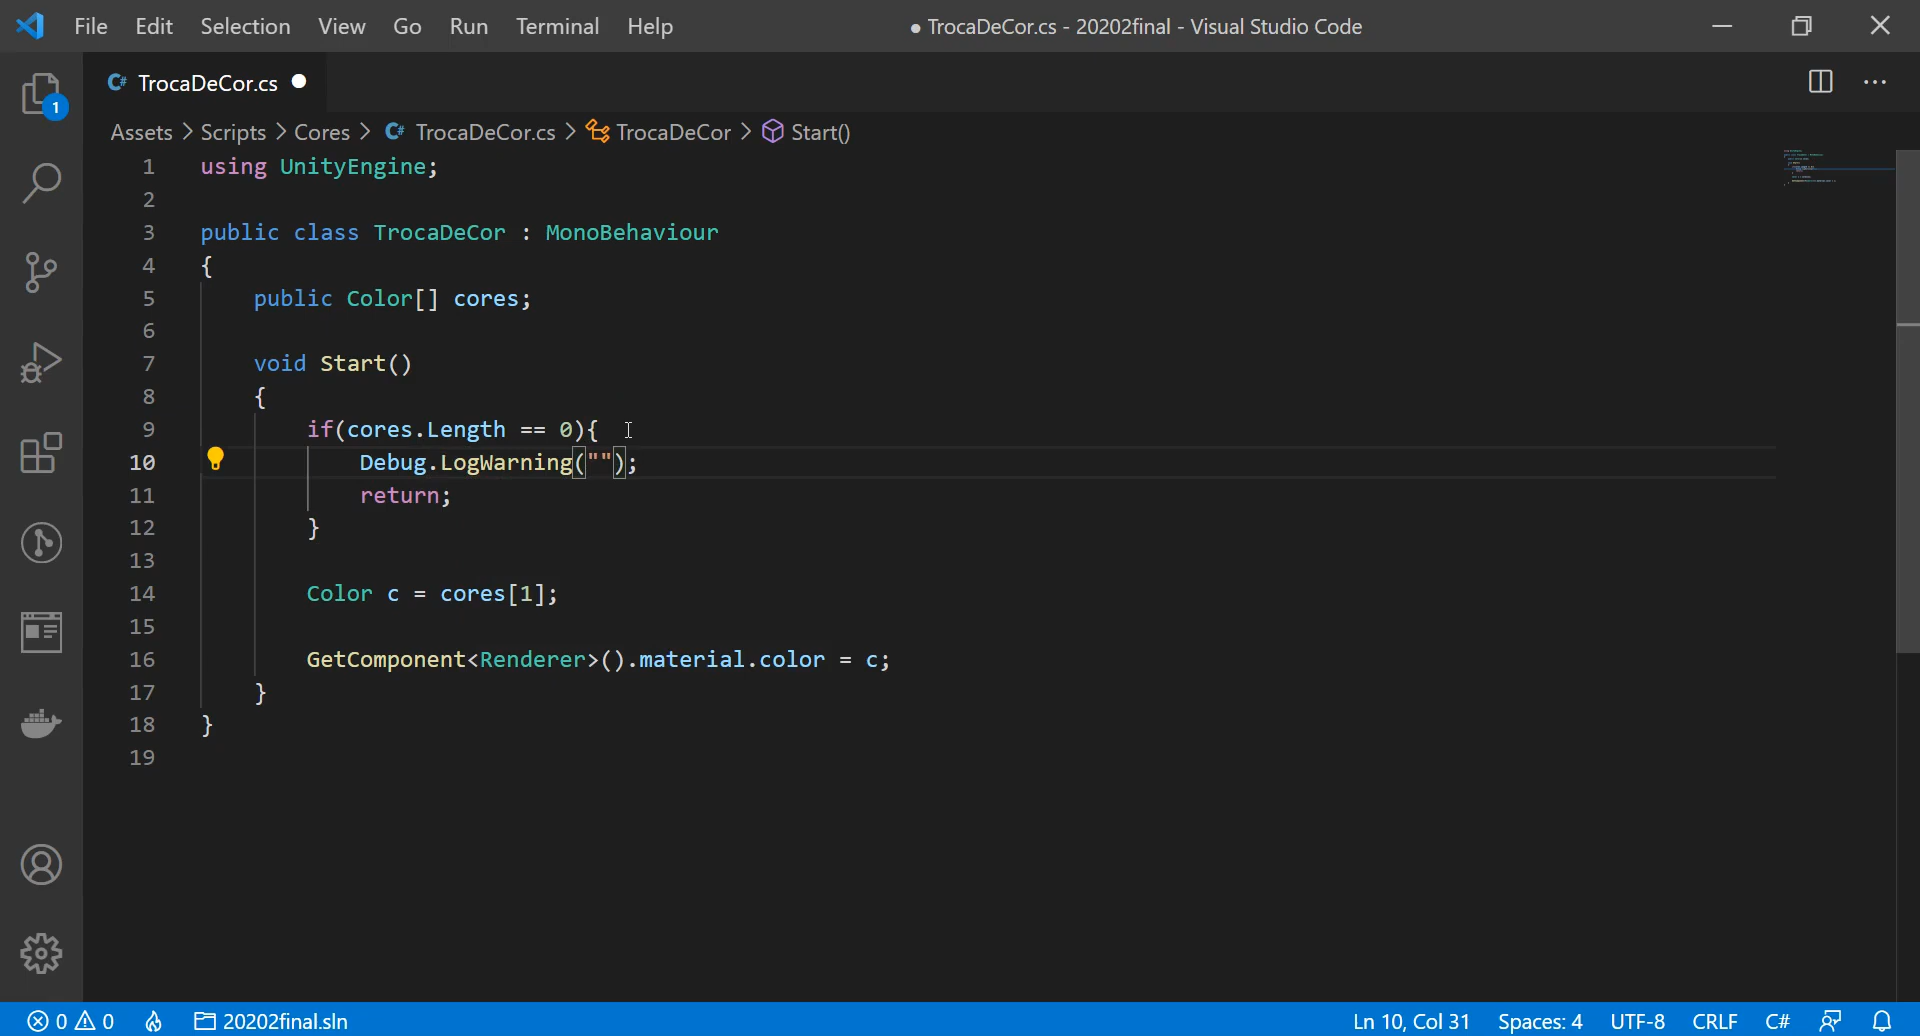 File Edit Selection View Go Run Terminal Help ● TrocaDeCor.cs - 20202final - Visual Studio Code
1
C# TrocaDeCor.cs ●
Assets > Scripts > Cores > C# TrocaDeCor.cs > TrocaDeCor > Start()
1 using UnityEngine;
2
3 public class TrocaDeCor : MonoBehaviour
4 {
5 public Color[] cores;
6
7 void Start()
8 {
9 if(cores.Length == 0){
10 Debug.LogWarning("");
11 return;
12 }
13
14 Color c = cores[1];
15
16 GetComponent<Renderer>().material.color = c;
17 }
18 }
19
0 0 20202final.sln Ln 10, Col 31 Spaces: 4 UTF-8 CRLF C#